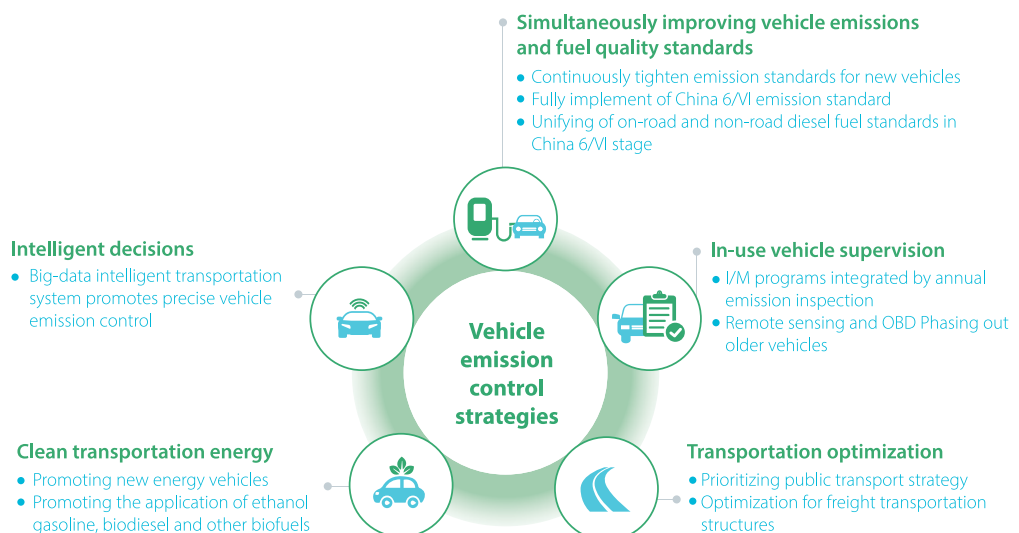 Simultaneously improving vehicle emissions
and fuel quality standards
Continuously tighten emission standards for new vehicles
Fully implement of China 6/VI emission standard
Unifying of on-road and non-road diesel fuel standards in
China 6/VI stage
Intelligent decisions
Big-data intelligent transportation
system promotes precise vehicle
emission control
In-use vehicle supervision
I/M programs integrated by annual
emission inspection
Remote sensing and OBD Phasing out
older vehicles
Vehicle
emission
control
strategies
Clean transportation energy
Promoting new energy vehicles
Promoting the application of ethanol
gasoline, biodiesel and other biofuels
Transportation optimization
Prioritizing public transport strategy
Optimization for freight transportation
structures